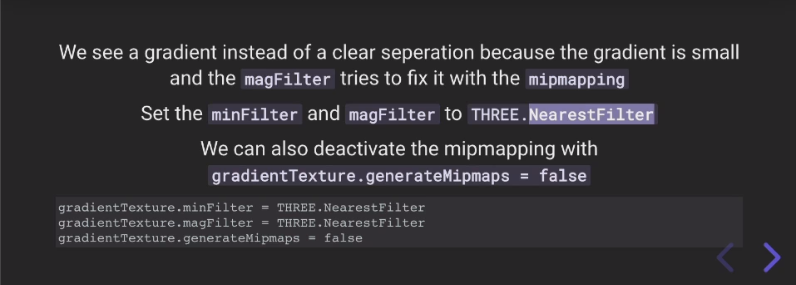 We see a gradient instead of a clear seperation because the gradient is small
and the magFilter tries to fix it with the mipmapping
Set the minFilter and magFilter to THREE.NearestFilter
We can also deactivate the mipmapping with
gradientTexture.generateMipmaps = false
gradientTexture.minFilter = THREE.NearestFilter
gradientTexture.magFilter = THREE.NearestFilter
gradientTexture.generateMipmaps = false